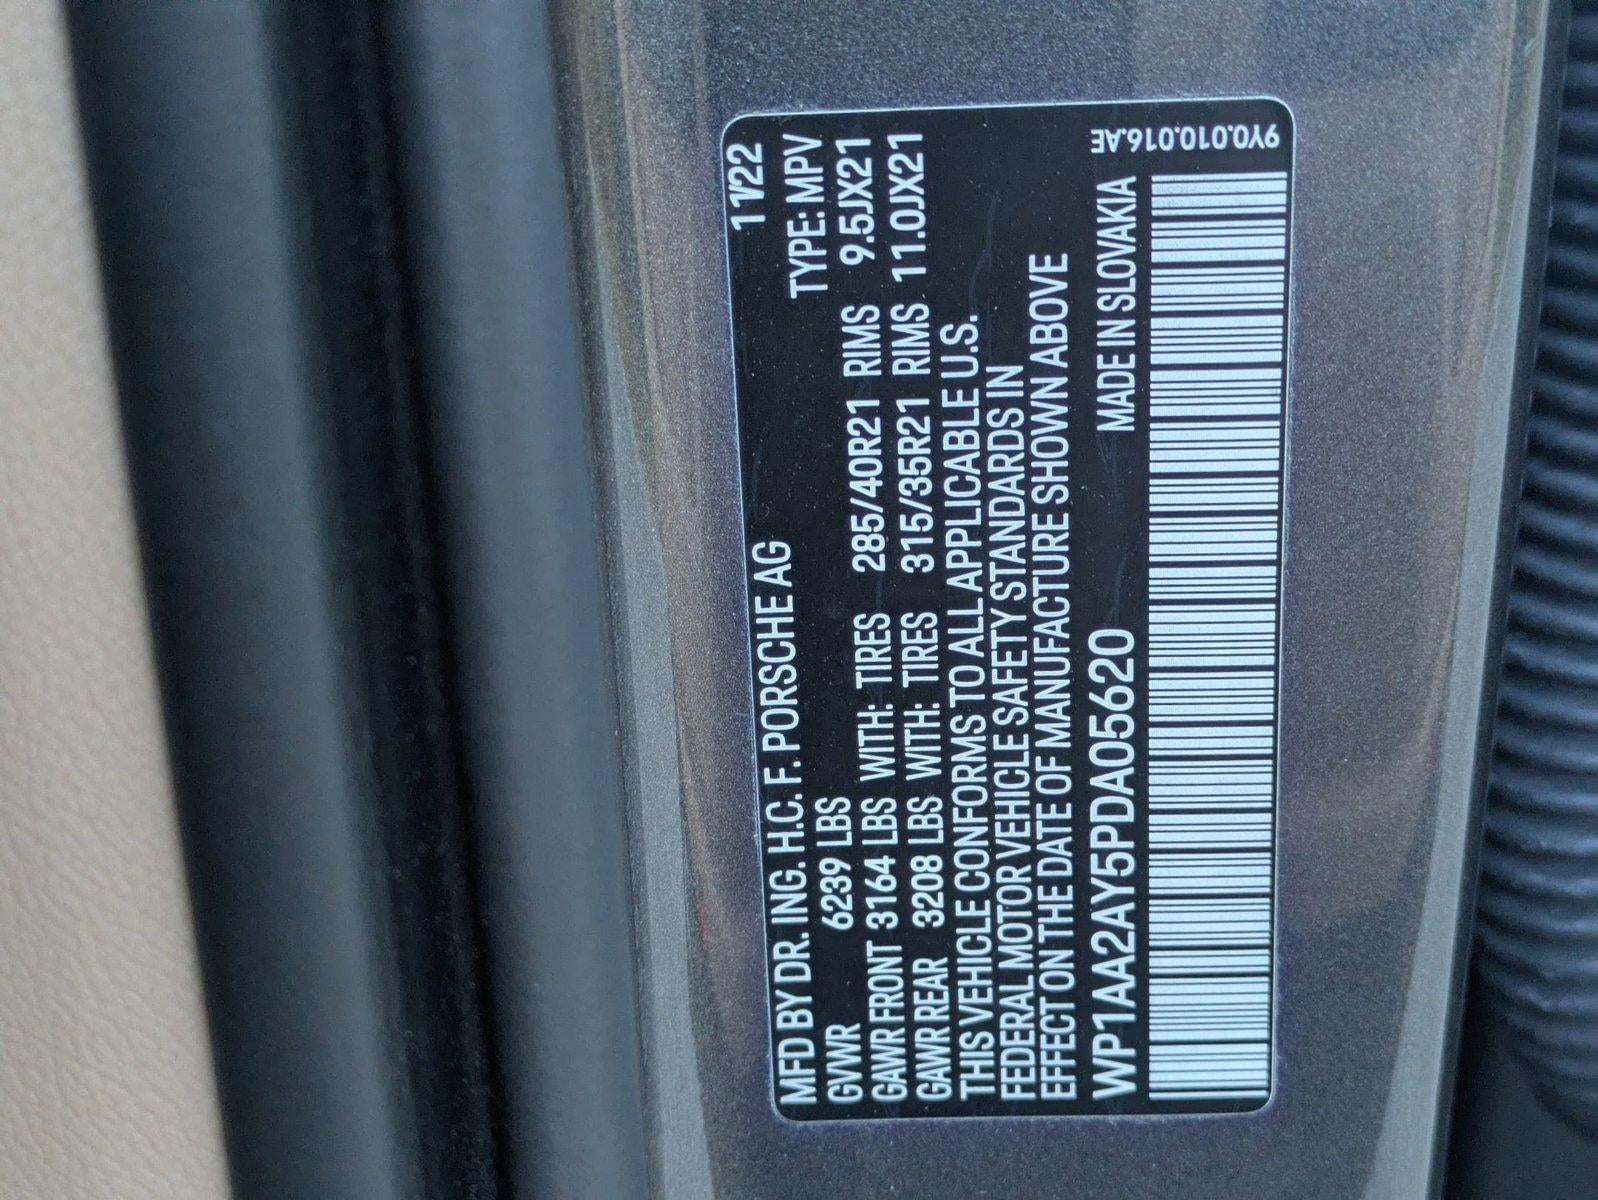 MFD BY DR. ING. H.C. F. PORSCHE AG 11/22
GVWR 6239 LBS TYPE: MPV
GAWR FRONT 3164 LBS WITH: TIRES 285/40R21 RIMS 9.5JX21
GAWR REAR 3208 LBS WITH: TIRES 315/35R21 RIMS 11.0JX21
THIS VEHICLE CONFORMS TO ALL APPLICABLE U.S.
FEDERAL MOTOR VEHICLE SAFETY STANDARDS IN
EFFECT ON THE DATE OF MANUFACTURE SHOWN ABOVE
WP1AA2AY5PDA05620 MADE IN SLOVAKIA
9Y0.010.016.AE